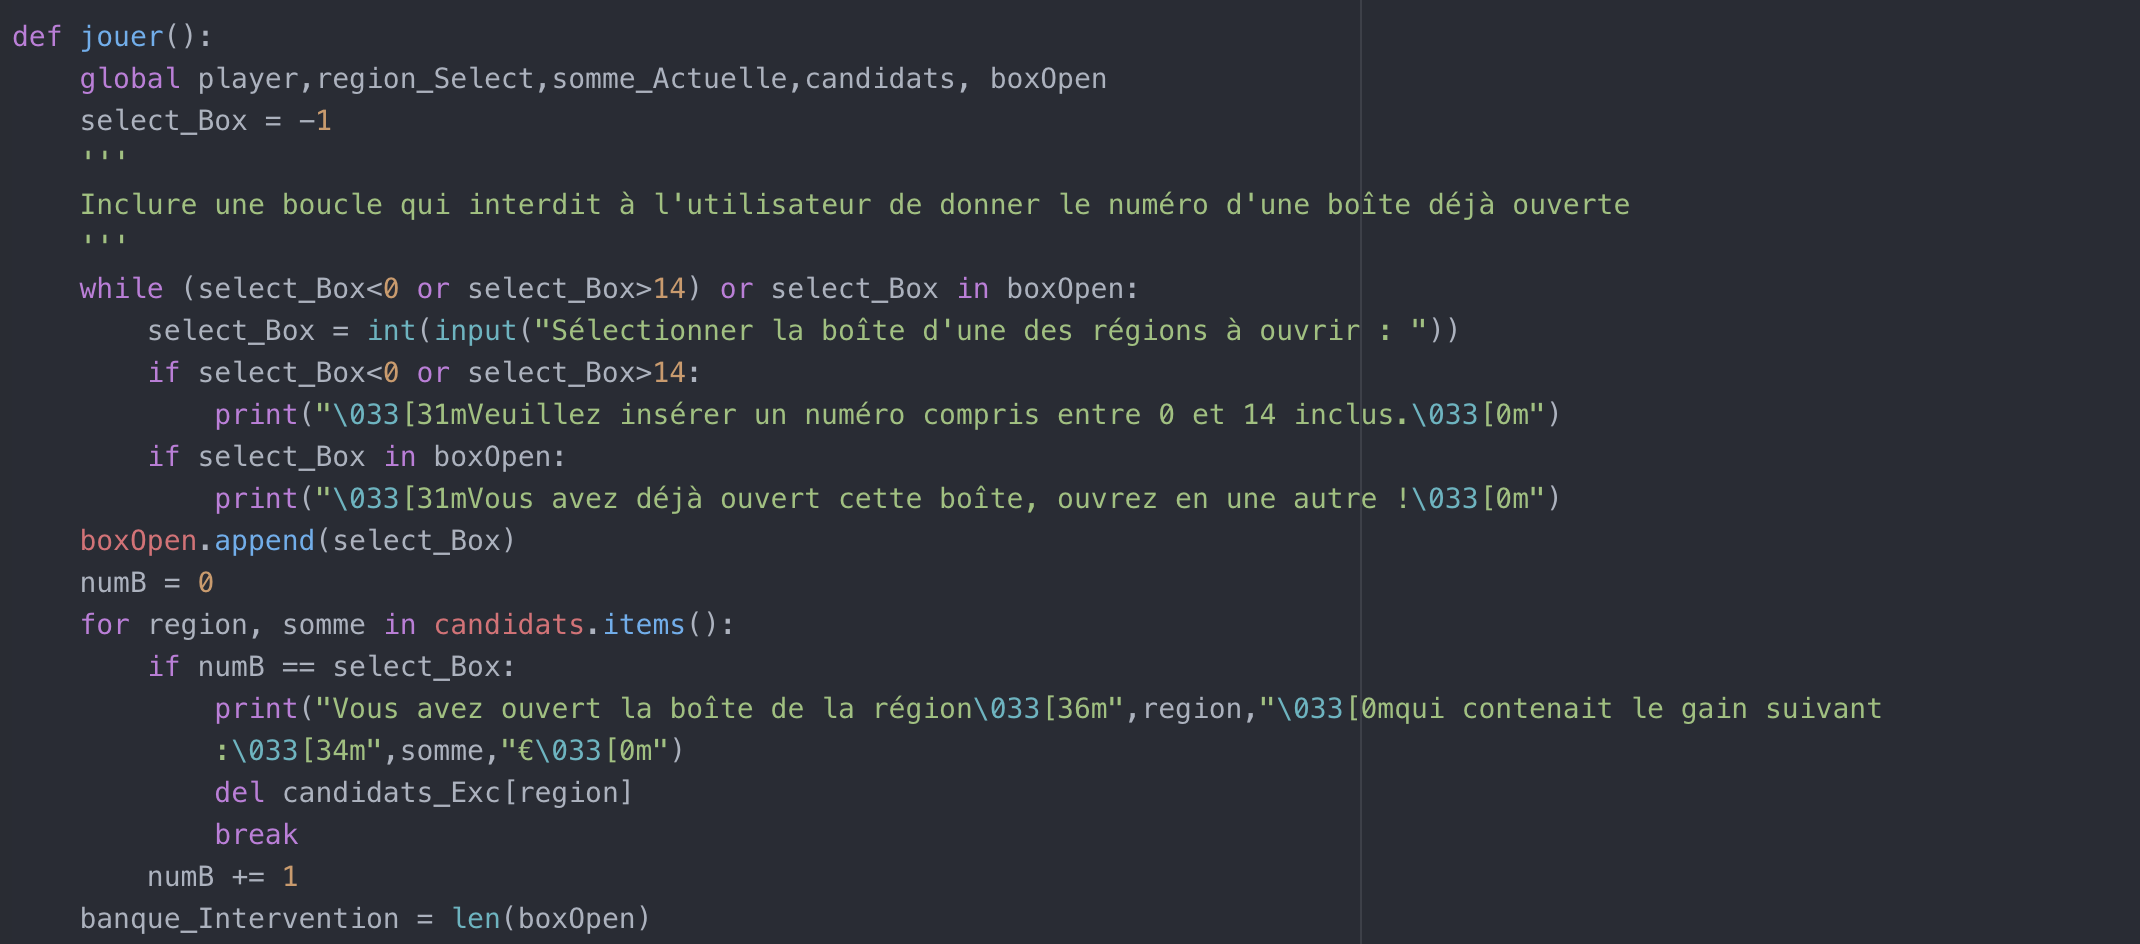 def jouer():
    global player,region_Select,somme_Actuelle,candidats, boxOpen
    select_Box = -1
    '''
    Inclure une boucle qui interdit à l'utilisateur de donner le numéro d'une boîte déjà ouverte
    '''
    while (select_Box<0 or select_Box>14) or select_Box in boxOpen:
        select_Box = int(input("Sélectionner la boîte d'une des régions à ouvrir : "))
        if select_Box<0 or select_Box>14:
            print("\033[31mVeuillez insérer un numéro compris entre 0 et 14 inclus.\033[0m")
        if select_Box in boxOpen:
            print("\033[31mVous avez déjà ouvert cette boîte, ouvrez en une autre !\033[0m")
    boxOpen.append(select_Box)
    numB = 0
    for region, somme in candidats.items():
        if numB == select_Box:
            print("Vous avez ouvert la boîte de la région\033[36m",region,"\033[0mqui contenait le gain suivant
            :\033[34m",somme,"€\033[0m")
            del candidats_Exc[region]
            break
        numB += 1
    banque_Intervention = len(boxOpen)